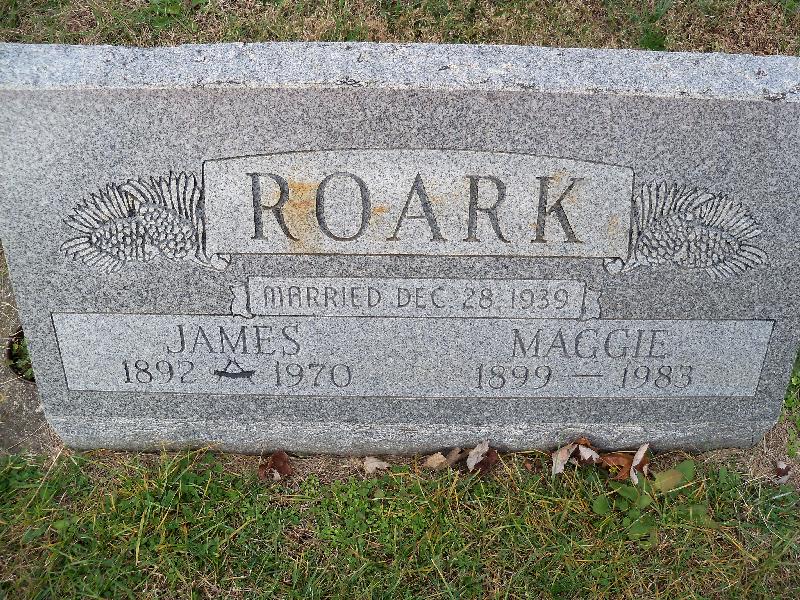 ROARK
MARRIED DEC. 28, 1939
JAMES
1892 1970
MAGGIE
1899 — 1983